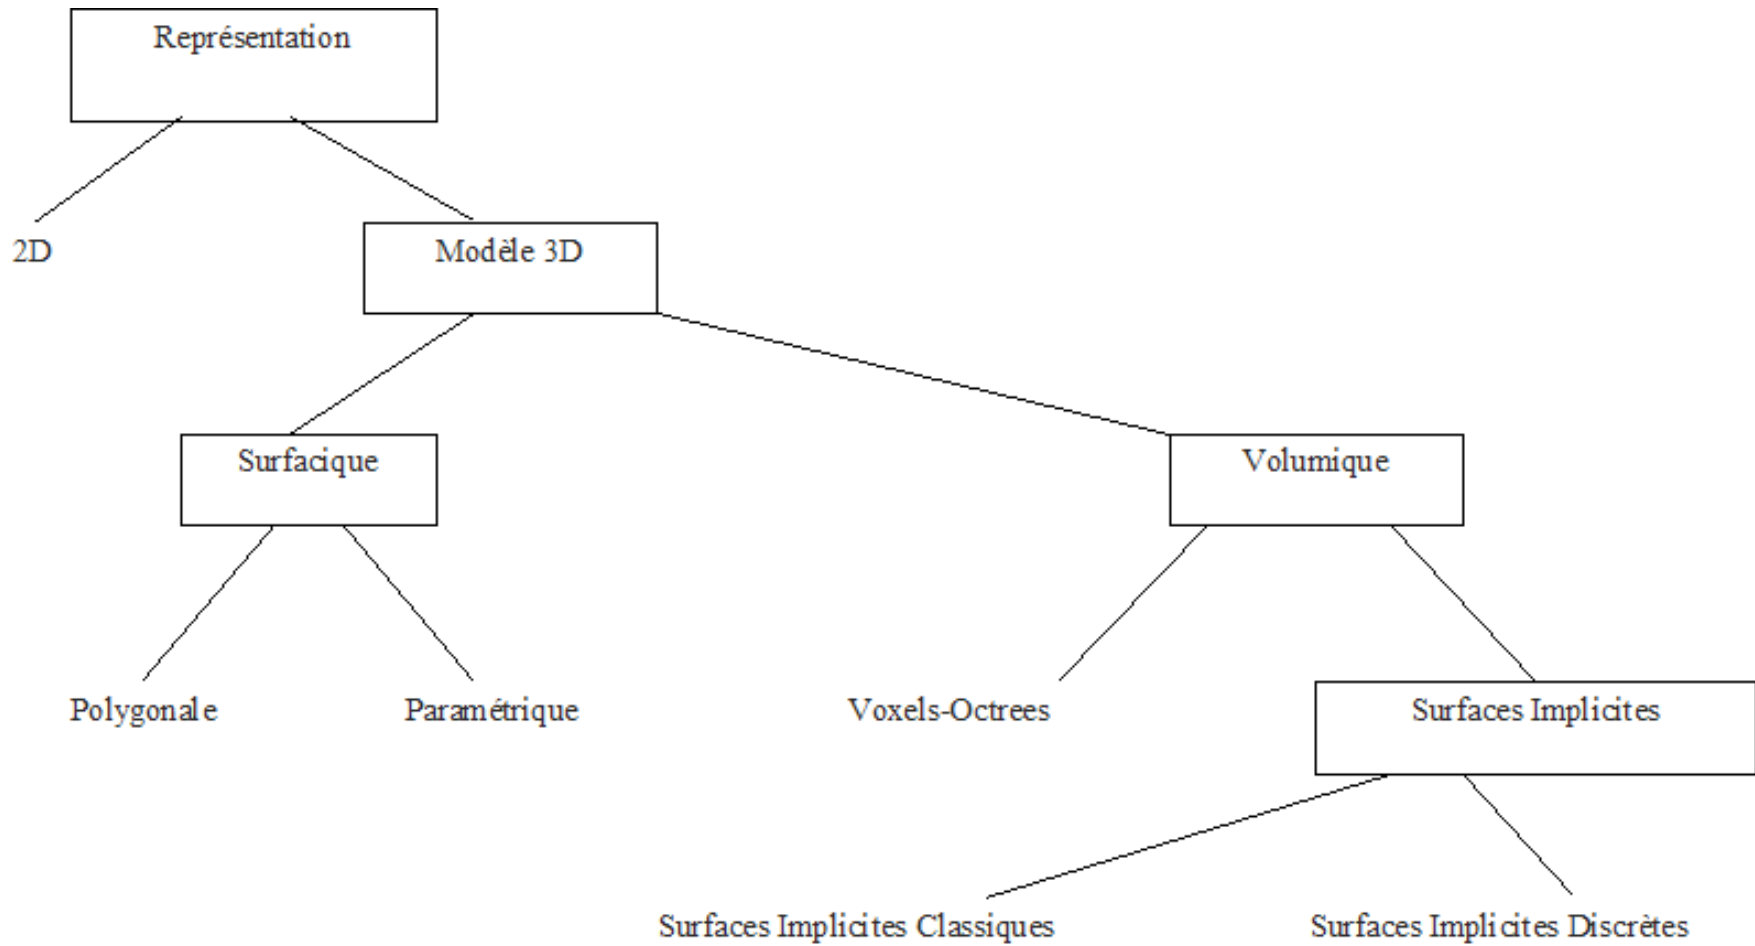 Représentation
2D
Modèle 3D
Surfacique
Volumique
Polygonale
Paramétrique
Voxels-Octrees
Surfaces Implicites
Surfaces Implicites Classiques
Surfaces Implicites Discrètes